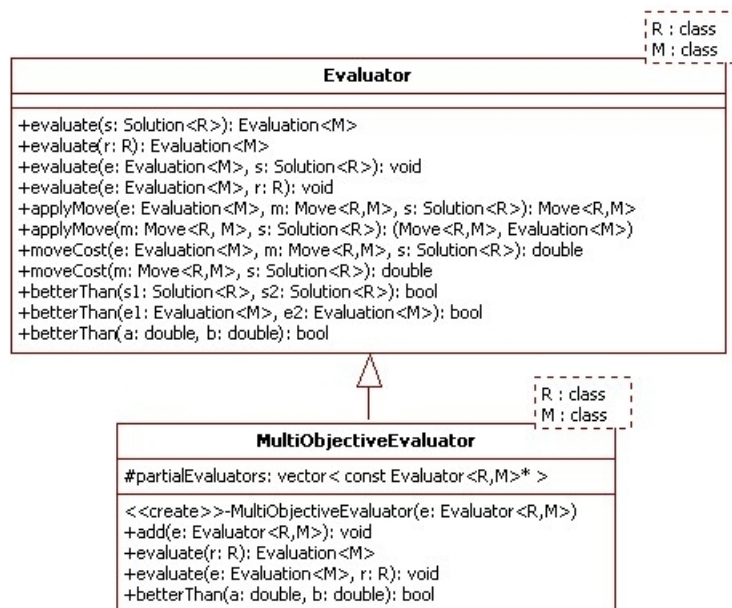 R : class
M : class
Evaluator
+evaluate(s: Solution<R>): Evaluation<M>
+evaluate(r: R): Evaluation<M>
+evaluate(e: Evaluation<M>, s: Solution<R>): void
+evaluate(e: Evaluation<M>, r: R): void
+applyMove(e: Evaluation<M>, m: Move<R,M>, s: Solution<R>): Move<R,M>
+applyMove(m: Move<R, M>, s: Solution<R>): (Move<R,M>, Evaluation<M>)
+moveCost(e: Evaluation<M>, m: Move<R,M>, s: Solution<R>): double
+moveCost(m: Move<R,M>, s: Solution<R>): double
+betterThan(s1: Solution<R>, s2: Solution<R>): bool
+betterThan(e1: Evaluation<M>, e2: Evaluation<M>): bool
+betterThan(a: double, b: double): bool
R : class
M : class
MultiObjectiveEvaluator
#partialEvaluators: vector< const Evaluator<R,M>* >
<<create>>-MultiObjectiveEvaluator(e: Evaluator<R,M>)
+add(e: Evaluator<R,M>): void
+evaluate(r: R): Evaluation<M>
+evaluate(e: Evaluation<M>, r: R): void
+betterThan(a: double, b: double): bool